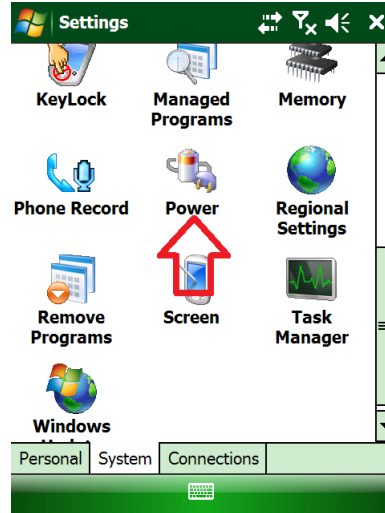 Settings
KeyLock
Managed
Programs
Memory
Phone Record
Power
Regional
Settings
Remove
Programs
Screen
Task
Manager
Windows
Personal System Connections